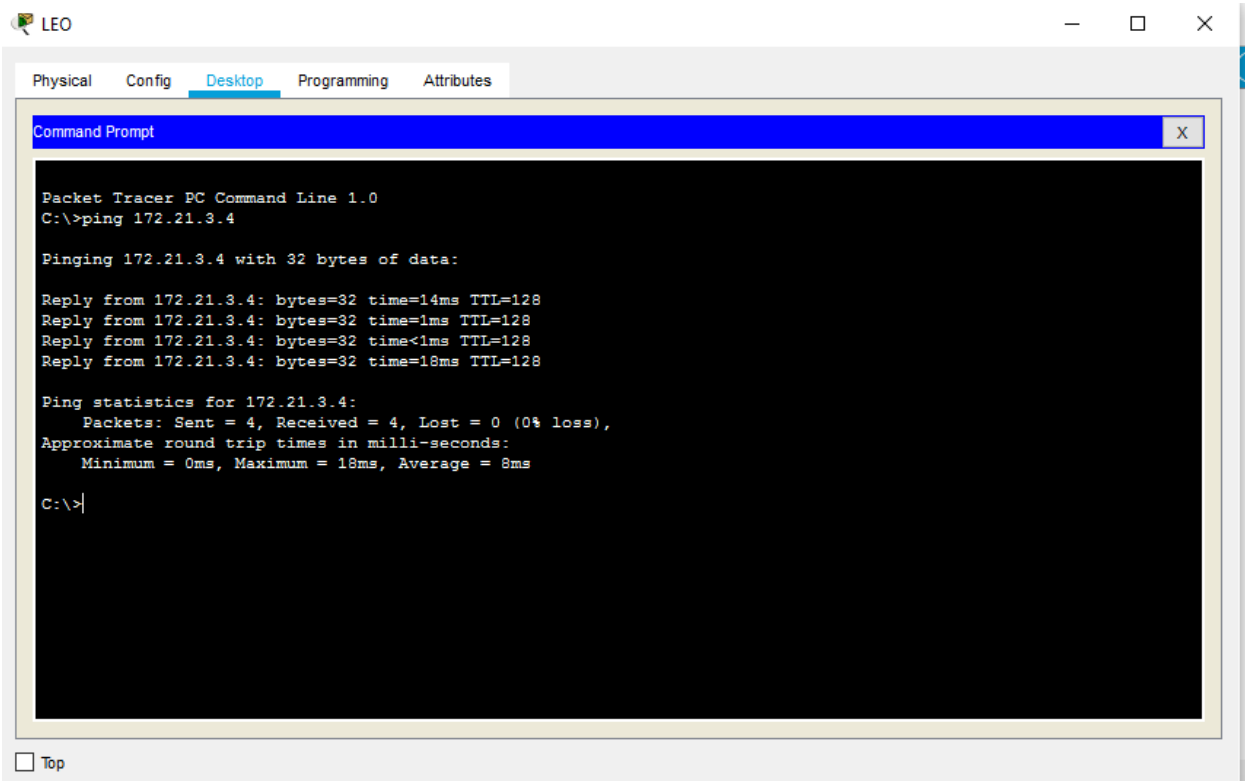 LEO
Physical Config Desktop Programming Attributes
Command Prompt X
Packet Tracer PC Command Line 1.0
C:\>ping 172.21.3.4
Pinging 172.21.3.4 with 32 bytes of data:
Reply from 172.21.3.4: bytes=32 time=14ms TTL=128
Reply from 172.21.3.4: bytes=32 time=1ms TTL=128
Reply from 172.21.3.4: bytes=32 time<1ms TTL=128
Reply from 172.21.3.4: bytes=32 time=18ms TTL=128
Ping statistics for 172.21.3.4:
Packets: Sent = 4, Received = 4, Lost = 0 (0% loss),
Approximate round trip times in milli-seconds:
Minimum = 0ms, Maximum = 18ms, Average = 8ms
C:\>
Top